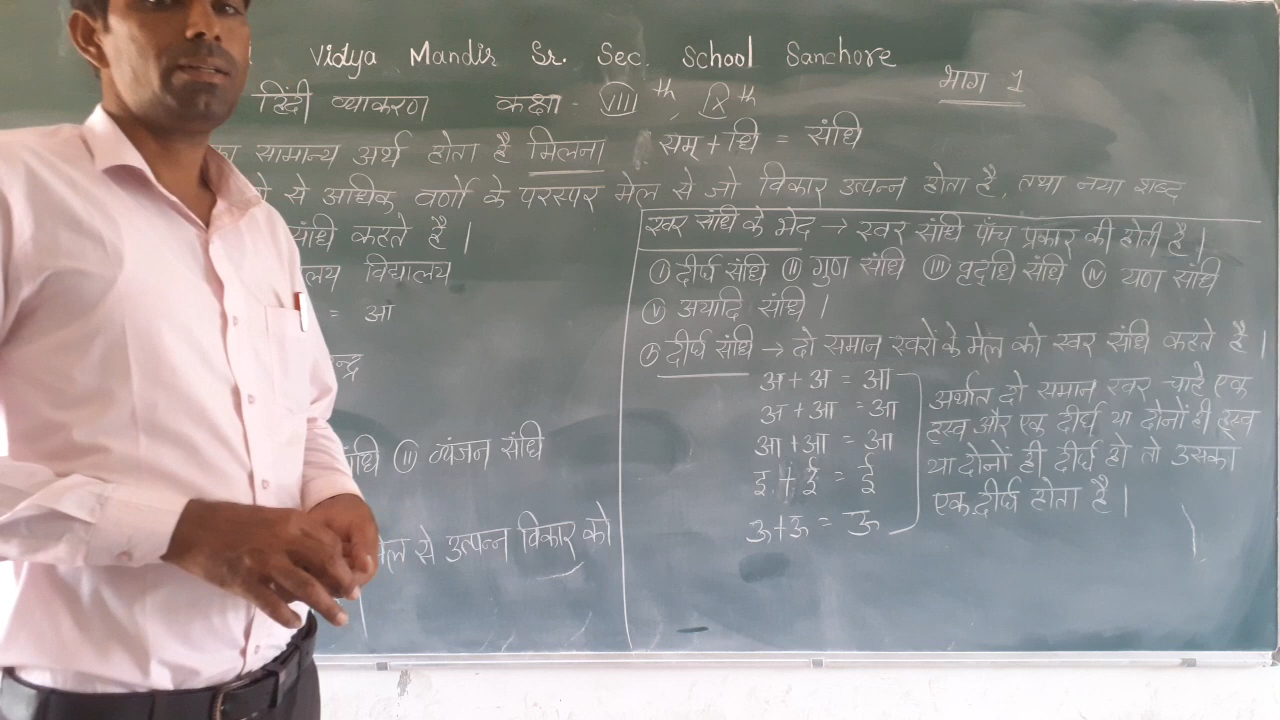 Vidya Mandir Sr. Sec. School Sanchore
हिंदी व्याकरण कक्षा - VIII th, IX th
भाग 1
सामान्य अर्थ होता है मिलना सम् + धि = संधि
से अधिक वर्णों के परस्पर मेल से जो विकार उत्पन्न होता है, तथा नया शब्द
संधि कहते है ।
लय विद्यालय
= आ
न्द्र
ंधि (ii) व्यंजन संधि
मेल से उत्पन्न विकार को
स्वर संधि के भेद → स्वर संधि पाँच प्रकार की होती है ।
(i) दीर्घ संधि (ii) गुण संधि (iii) वृद्धि संधि (iv) यण संधि
(v) अयादि संधि ।
(i) दीर्घ संधि → दो समान स्वरों के मेल को स्वर संधि कहते है ।
अ + अ = आ
अ + आ = आ
आ + आ = आ
इ + ई = ई
ऊ + ऊ = ऊ
अर्थात दो समान स्वर चाहे एक
ह्स्व और एक दीर्घ या दोनों ही ह्स्व
या दोनों ही दीर्घ हो तो उसका
एक दीर्घ होता है ।